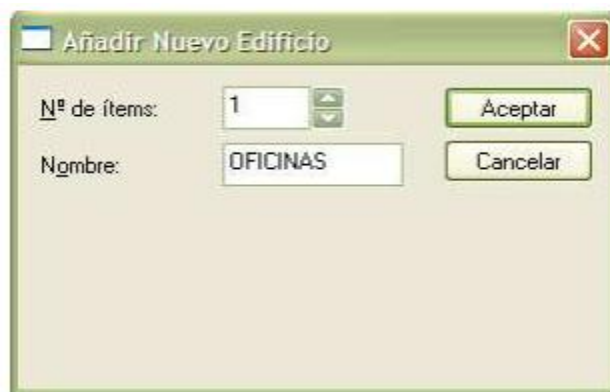 Añadir Nuevo Edificio
Nº de ítems: 1 Aceptar
Nombre: OFICINAS Cancelar